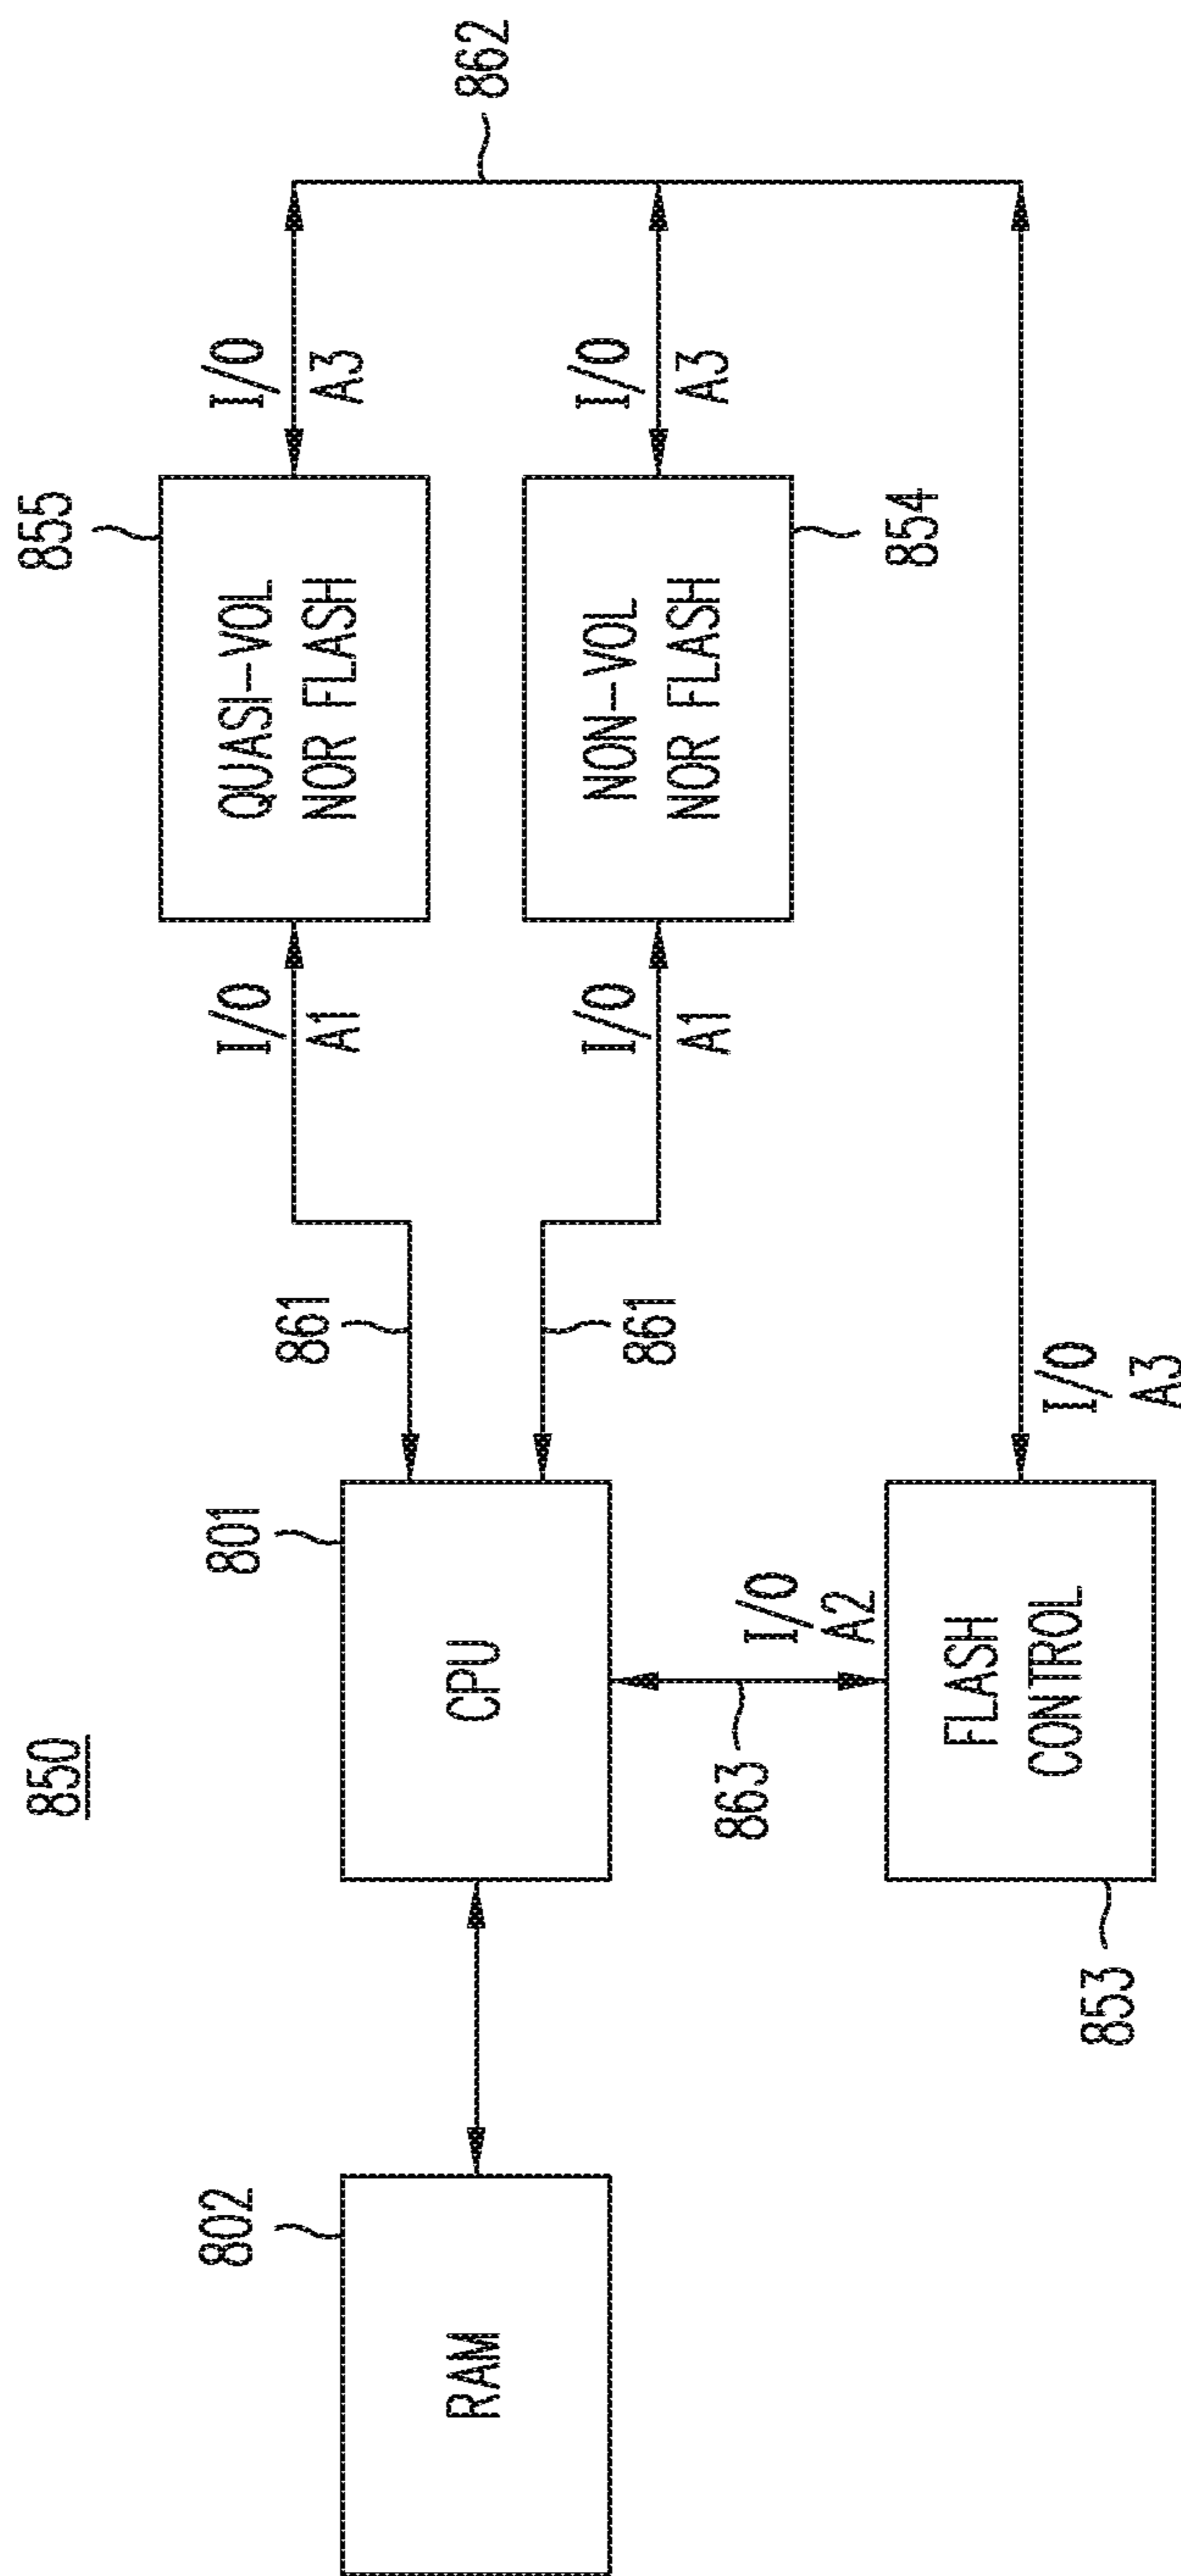 850
802
RAM
801
CPU
863
I/O
A2
853
FLASH
CONTROL
I/O
A3
861
861
I/O
A1
I/O
A1
855
QUASI-VOL
NOR FLASH
854
NON-VOL
NOR FLASH
I/O
A3
I/O
A3
862